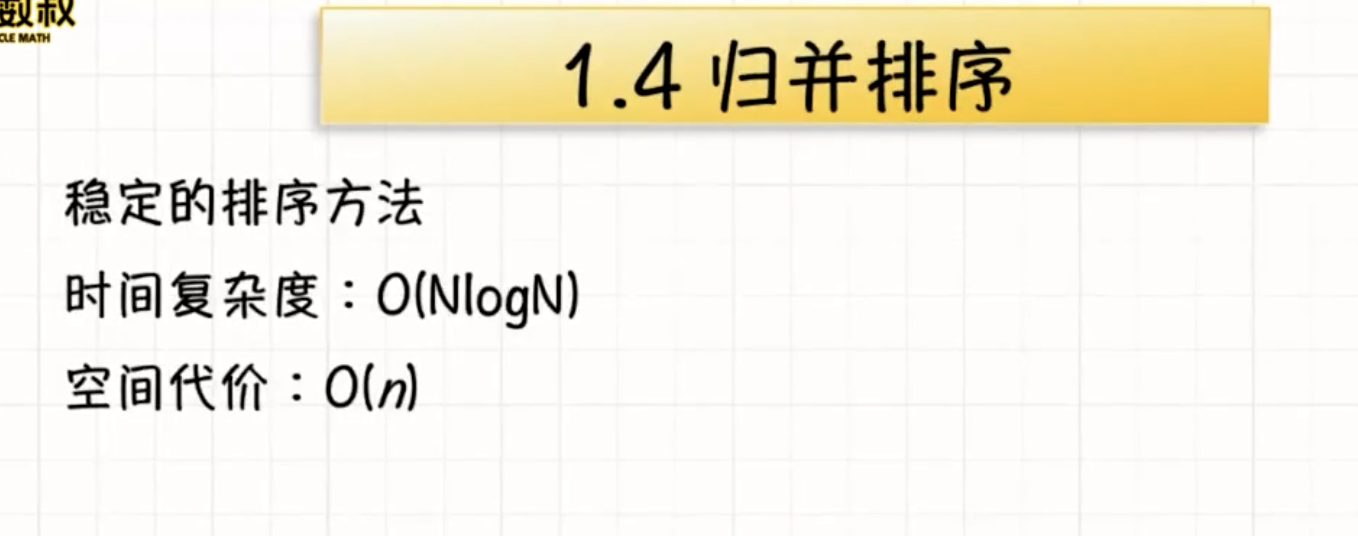 数叔
CLE MATH
1.4 归并排序
稳定的排序方法
时间复杂度：O(NlogN)
空间代价：O(n)